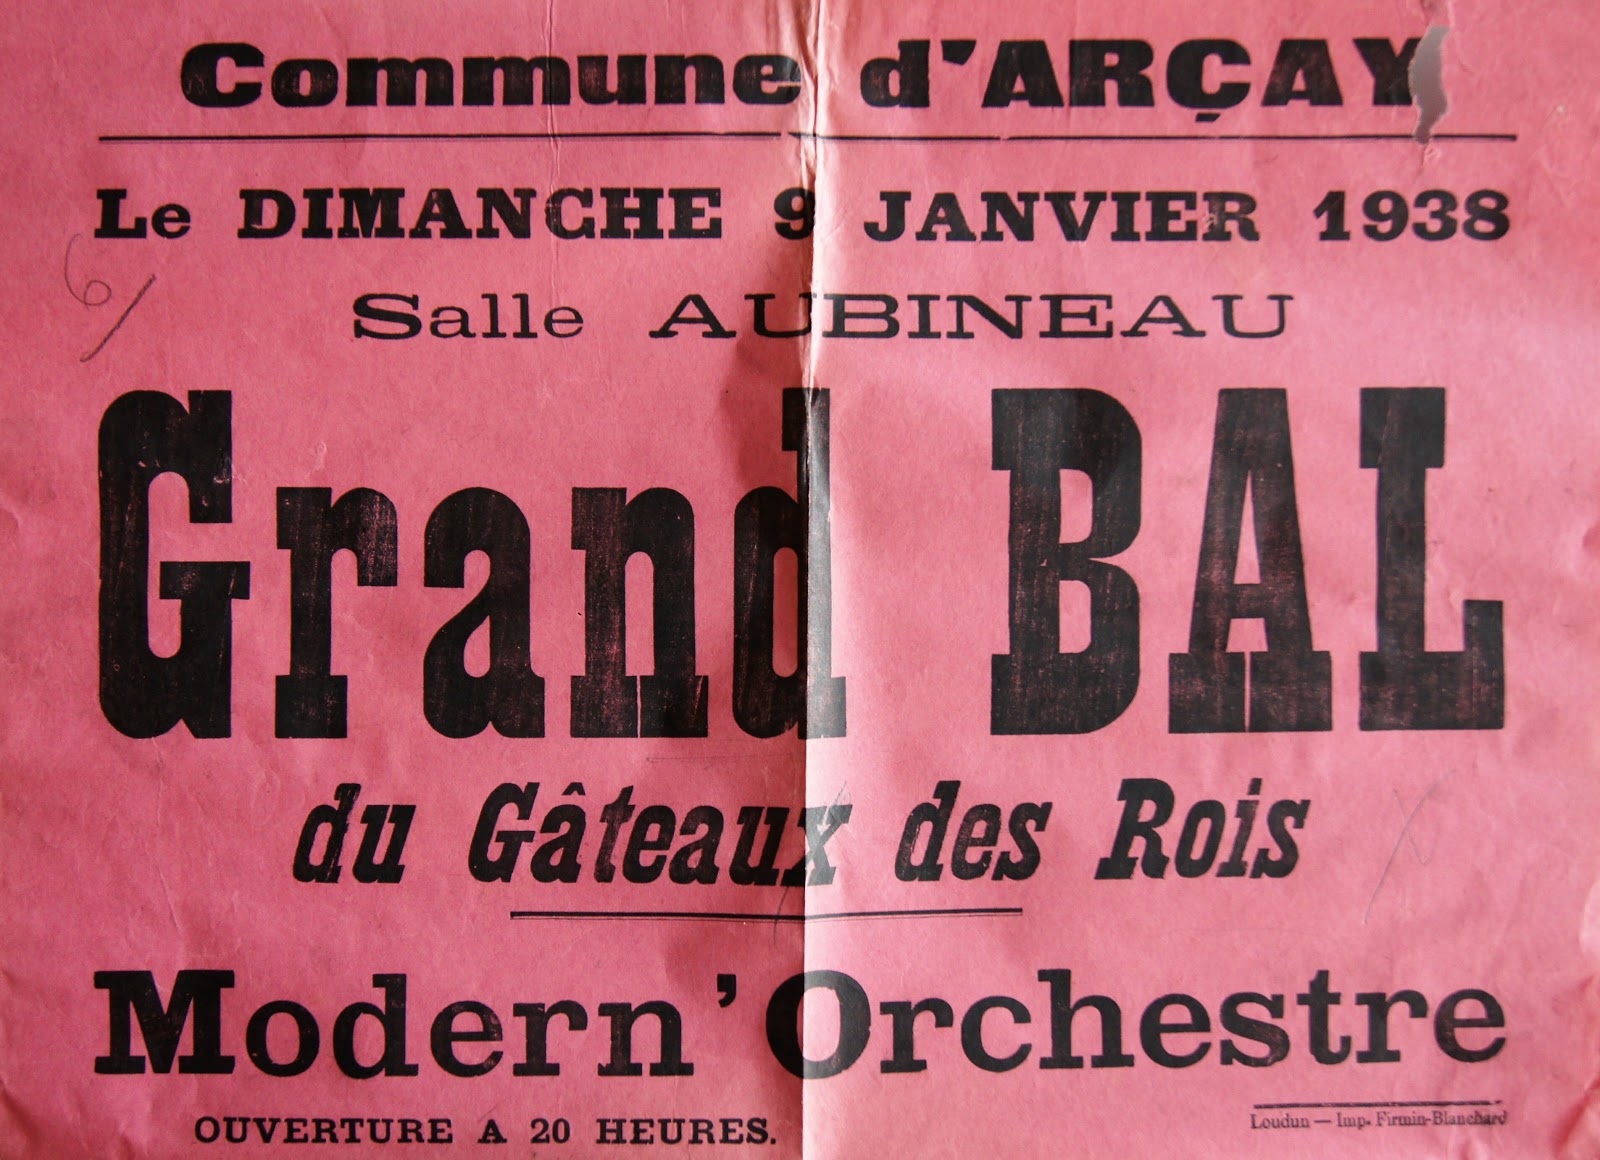 Commune d'ARÇAY
Le DIMANCHE 9 JANVIER 1938
6/
Salle AUBINEAU
Grand BAL
du Gâteaux des Rois
Modern' Orchestre
OUVERTURE A 20 HEURES.
Loudun — Imp. Firmin-Blanchard